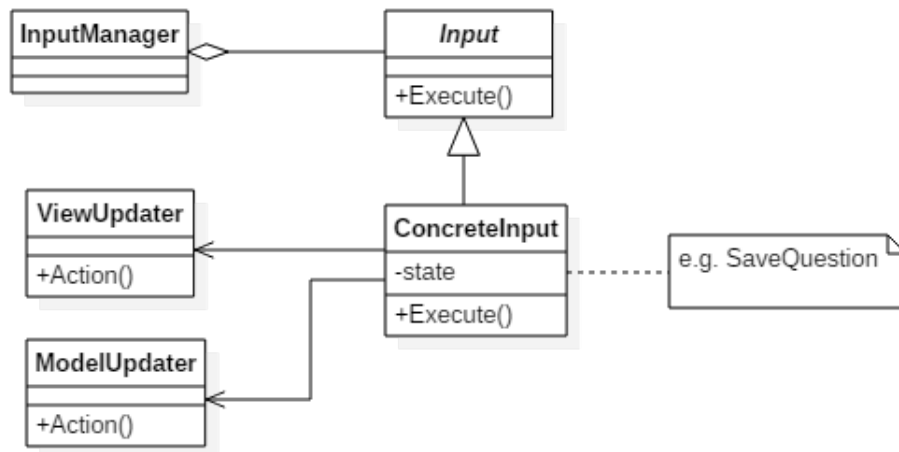 InputManager
Input
+Execute()
ViewUpdater
+Action()
ConcreteInput
-state
+Execute()
e.g. SaveQuestion
ModelUpdater
+Action()